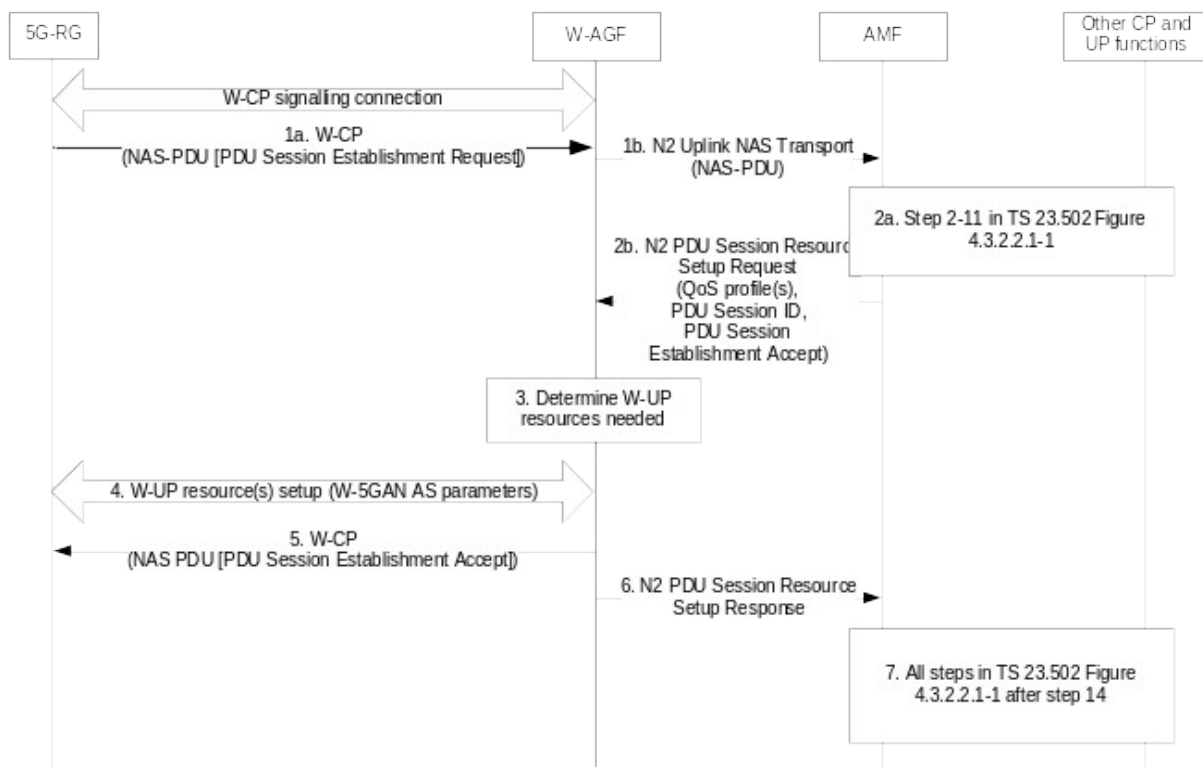 5G-RG
W-AGF
AMF
Other CP and
UP functions
W-CP signalling connection
1a. W-CP
(NAS-PDU [PDU Session Establishment Request])
1b. N2 Uplink NAS Transport
(NAS-PDU)
2a. Step 2-11 in TS 23.502 Figure
4.3.2.2.1-1
2b. N2 PDU Session Resource
Setup Request
(QoS profile(s),
PDU Session ID,
PDU Session
Establishment Accept)
3. Determine W-UP
resources needed
4. W-UP resource(s) setup (W-5GAN AS parameters)
5. W-CP
(NAS PDU [PDU Session Establishment Accept])
6. N2 PDU Session Resource
Setup Response
7. All steps in TS 23.502 Figure
4.3.2.2.1-1 after step 14